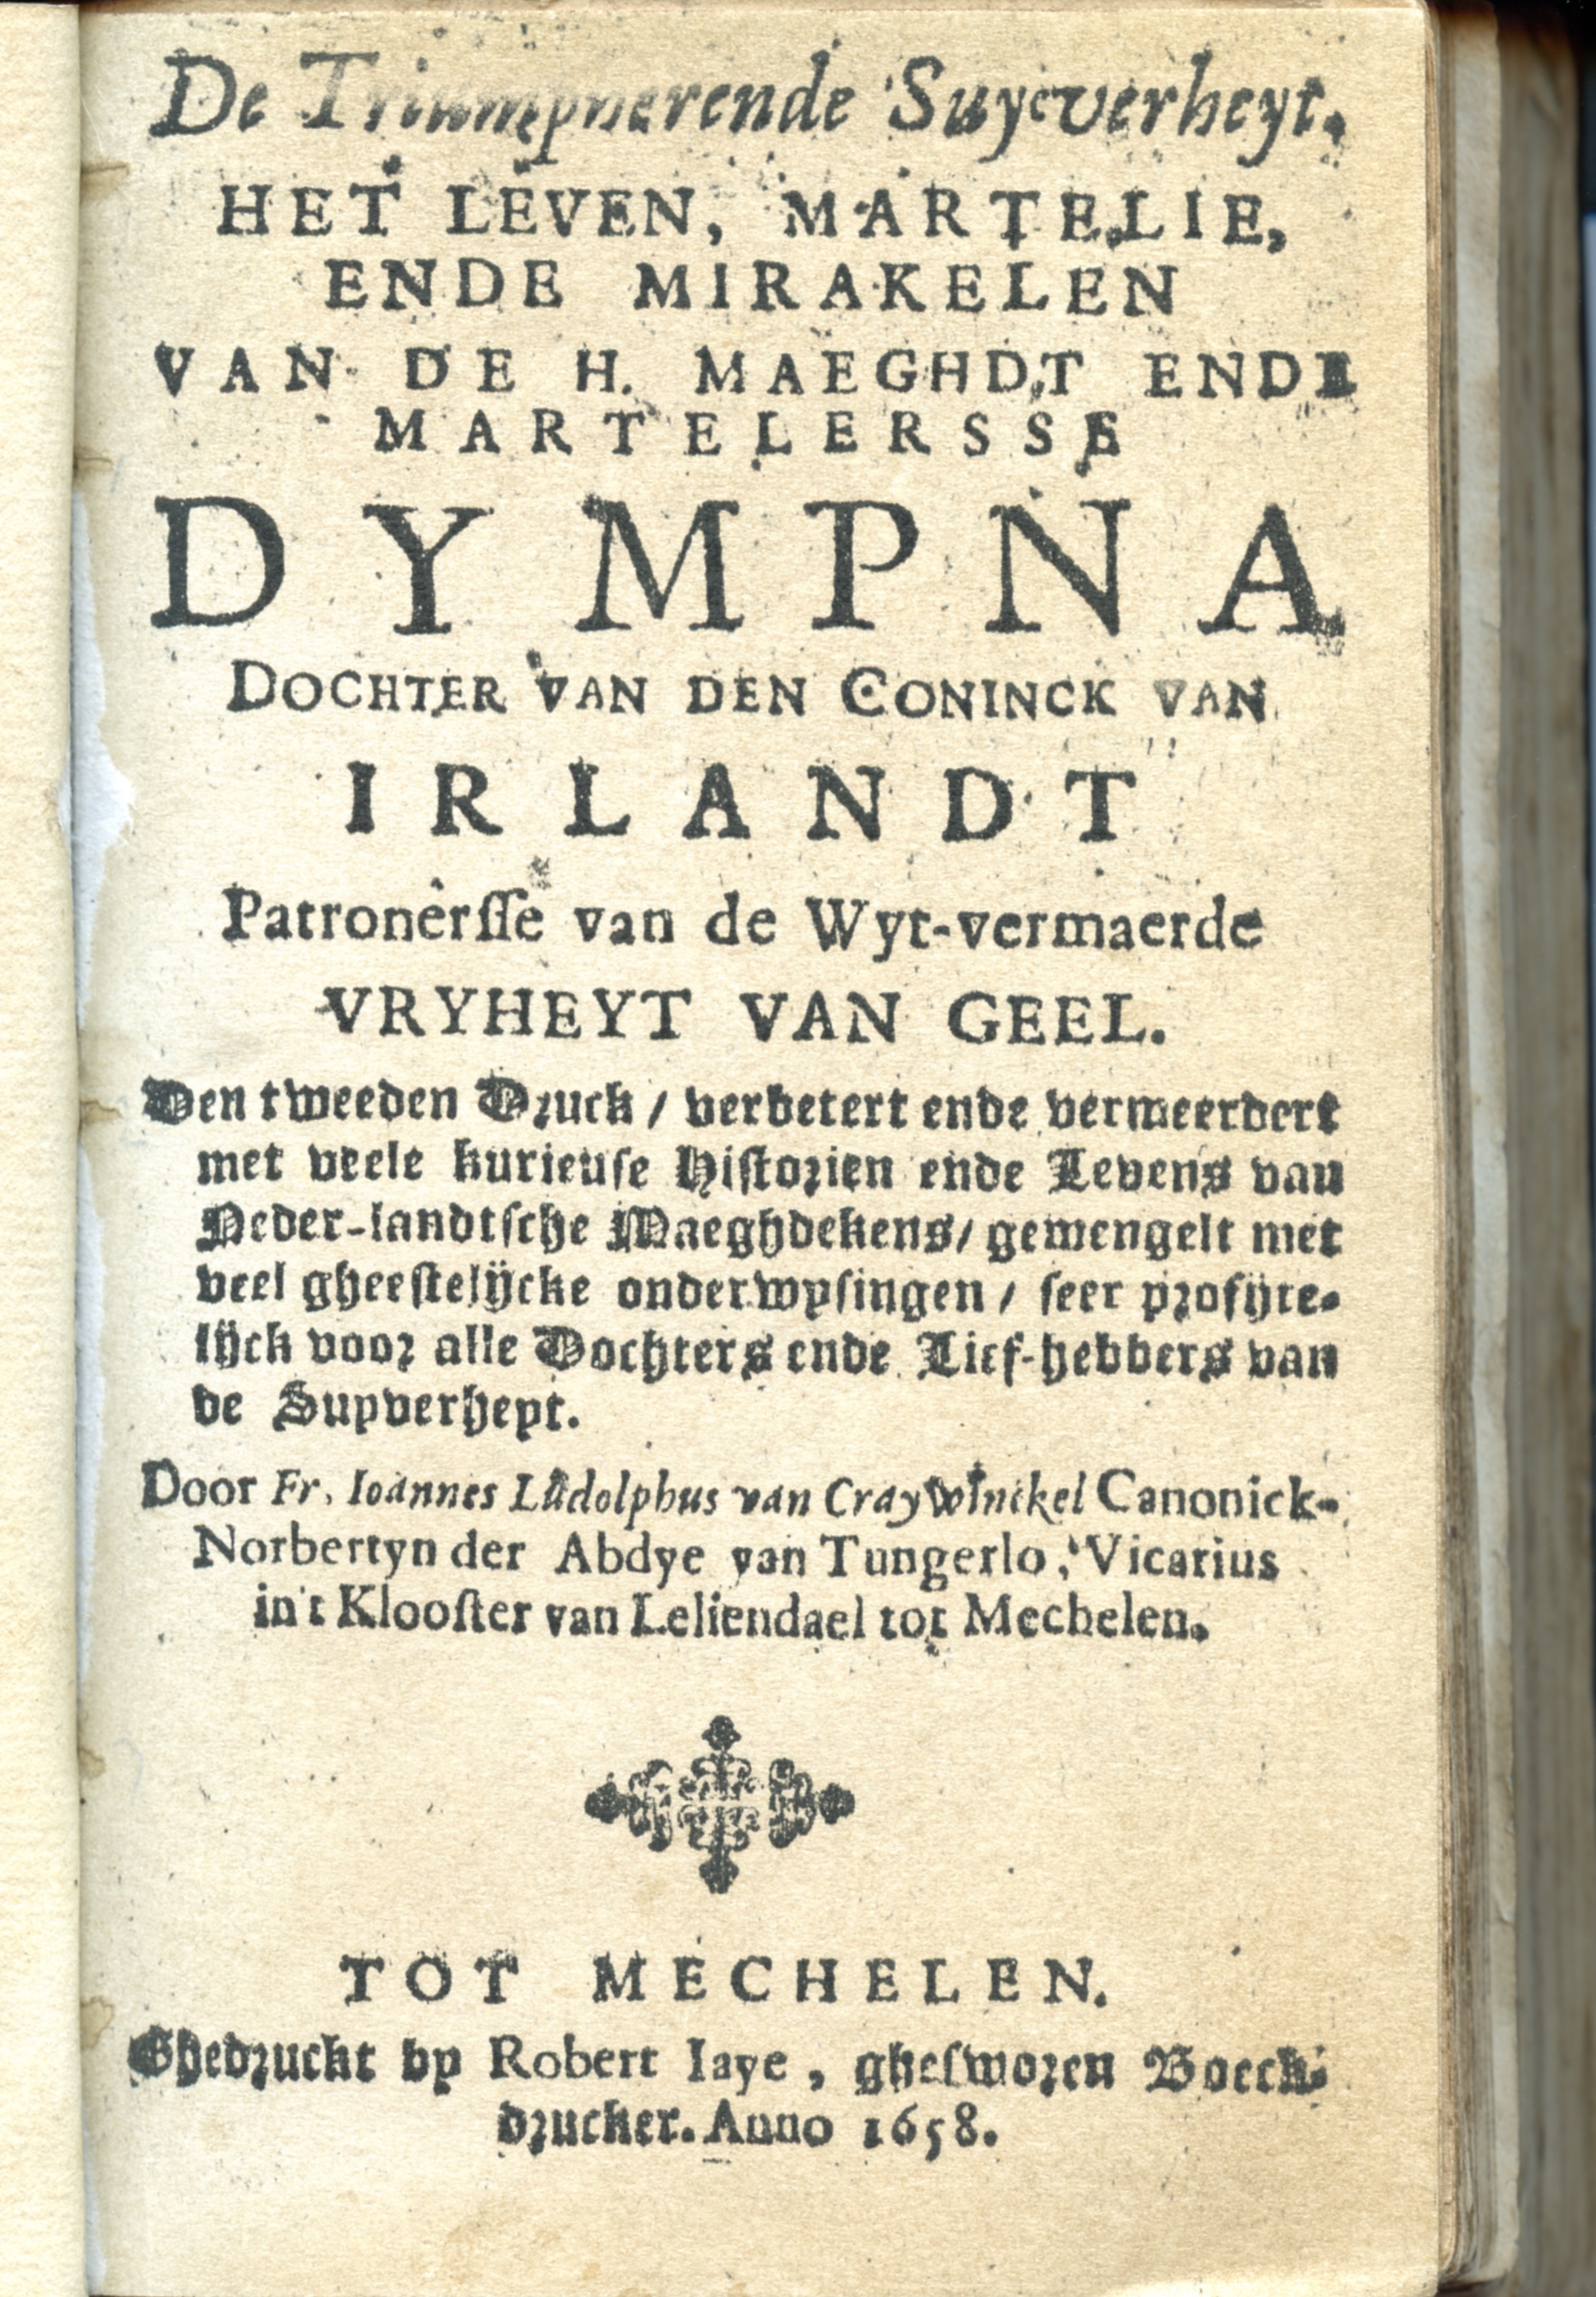 De Triumpherende Suyverheyt.
HET LEVEN, MARTELIE,
ENDE MIRAKELEN
VAN DE H. MAEGHDT ENDE
MARTELERSSE
DYMPNA
DOCHTER VAN DEN CONINCK VAN
IRLANDT
Patronerſſe van de Wyt-vermaerde
VRYHEYT VAN GEEL.
Den tweeden Druck / verbetert ende vermeerdert
met veele kurieuſe Hiſtorien ende Levens van
Neder-landtſche Maeghdekens / gemengelt met
veel gheeſtelijcke onderwyſingen / ſeer profijte-
lijck voor alle Dochters ende Lief-hebbers van
de Suyverheyt.
Door Fr. Ioannes Ludolphus van CrayWinckel Canonick-
Norbertyn der Abdye van Tungerlo, Vicarius
in't Klooſter van Leliendael tot Mechelen.
TOT MECHELEN.
Ghedruckt by Robert Iaye, gheſworen Boeck-
drucker. Anno 1658.